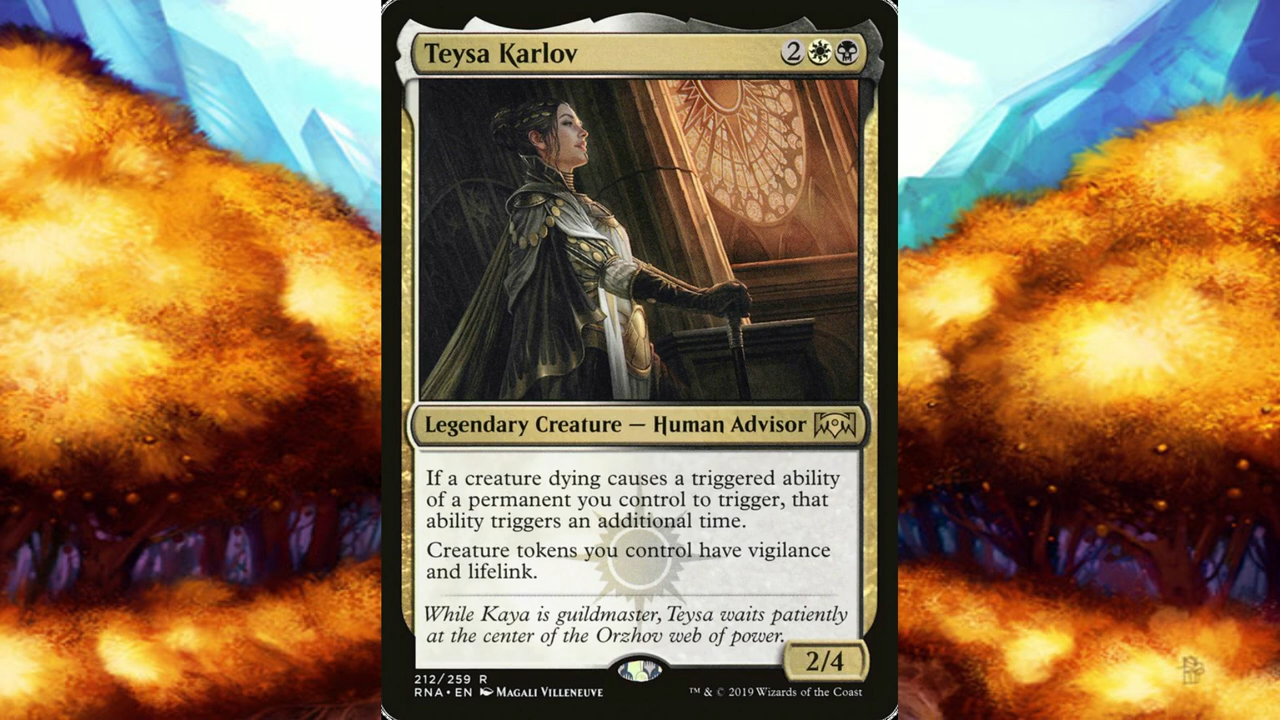 Teysa Karlov 2
Legendary Creature — Human Advisor
If a creature dying causes a triggered ability
of a permanent you control to trigger, that
ability triggers an additional time.
Creature tokens you control have vigilance
and lifelink.
While Kaya is guildmaster, Teysa waits patiently
at the center of the Orzhov web of power.
2/4
212/259 R
RNA • EN Magali Villeneuve
™ & © 2019 Wizards of the Coast